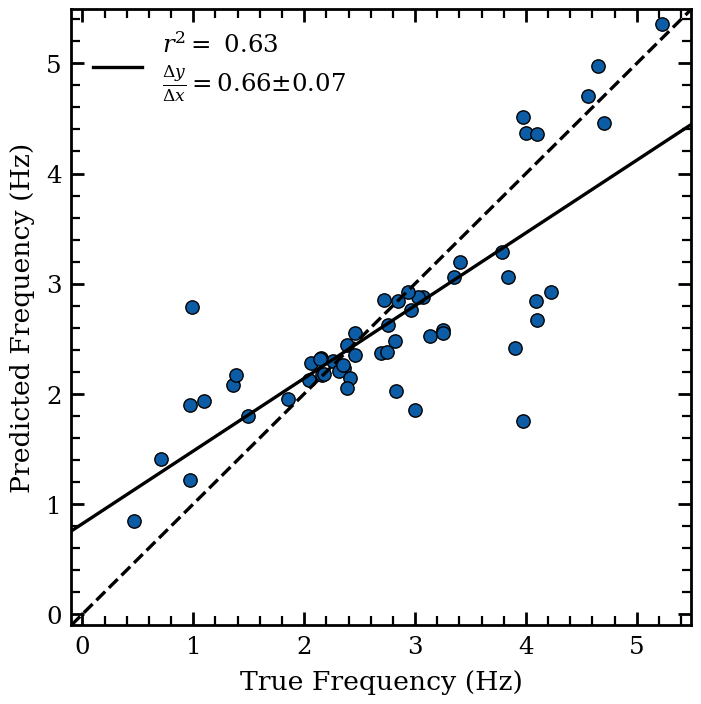 r² = 0.63
Δy/Δx = 0.66±0.07
5
4
3
2
1
0
0 1 2 3 4 5
Predicted Frequency (Hz)
True Frequency (Hz)